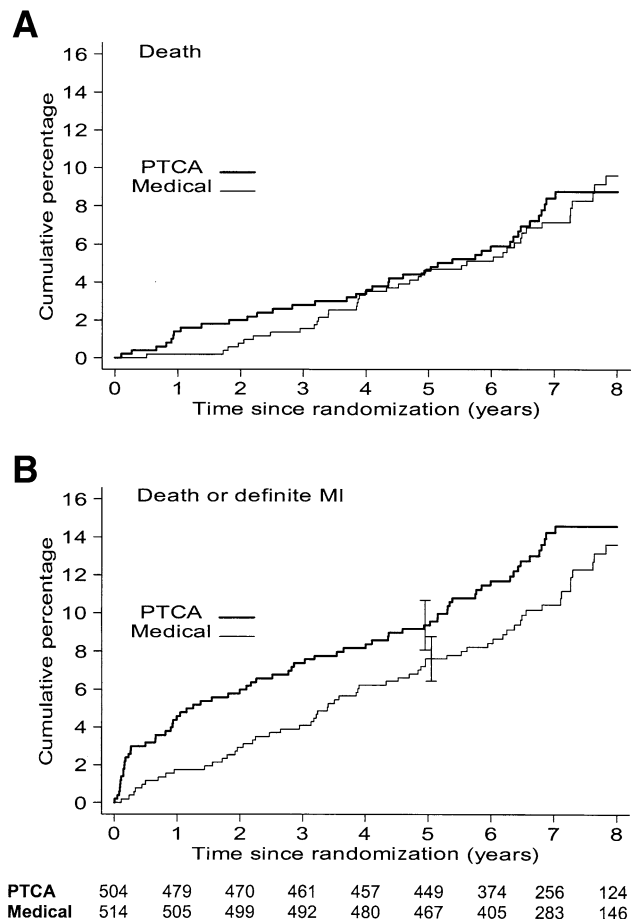 A
Death
16
14
12
10
8
6
4
2
0
Cumulative percentage
PTCA
Medical
0 1 2 3 4 5 6 7 8
Time since randomization (years)
B
Death or definite MI
16
14
12
10
8
6
4
2
0
Cumulative percentage
PTCA
Medical
0 1 2 3 4 5 6 7 8
Time since randomization (years)
PTCA 504 479 470 461 457 449 374 256 124
Medical 514 505 499 492 480 467 405 283 146